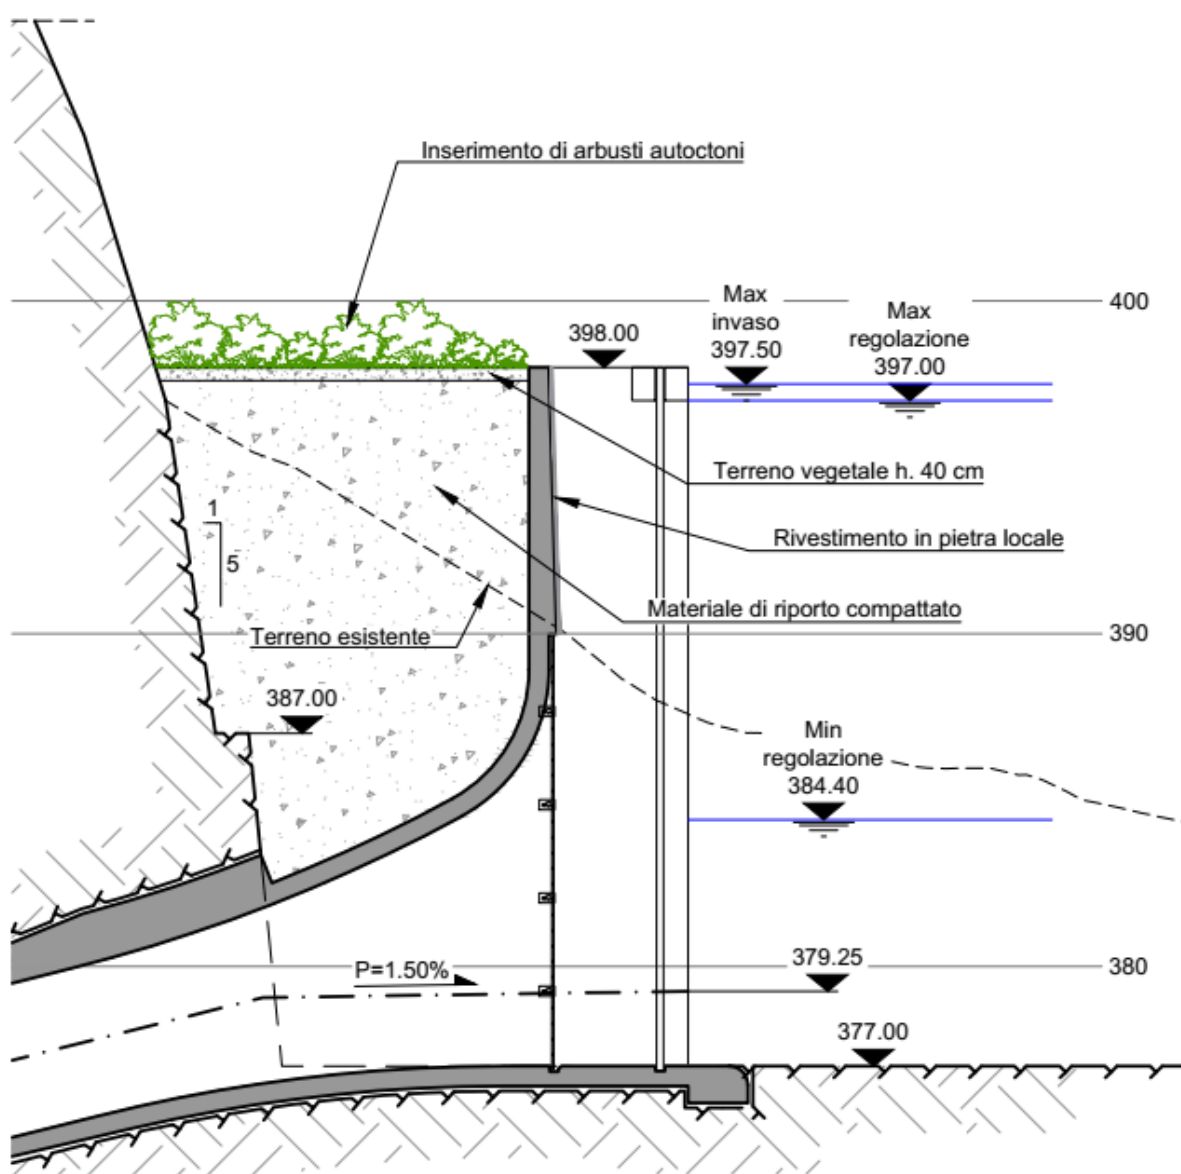 Inserimento di arbusti autoctoni
Max
invaso
397.50
Max
regolazione
397.00
400
398.00
Terreno vegetale h. 40 cm
1
5
Rivestimento in pietra locale
Materiale di riporto compattato
Terreno esistente
390
387.00
Min
regolazione
384.40
379.25
380
P=1.50%
377.00